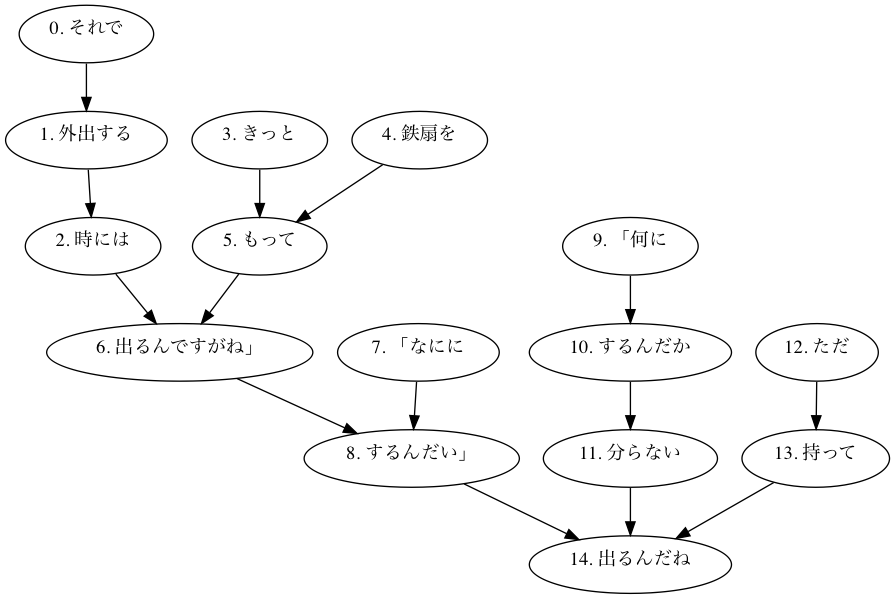 0. それで
1. 外出する
3. きっと
4. 鉄扇を
2. 時には
5. もって
9. 「何に
6. 出るんですがね」
7. 「なにに
10. するんだか
12. ただ
8. するんだい」
11. 分らない
13. 持って
14. 出るんだね